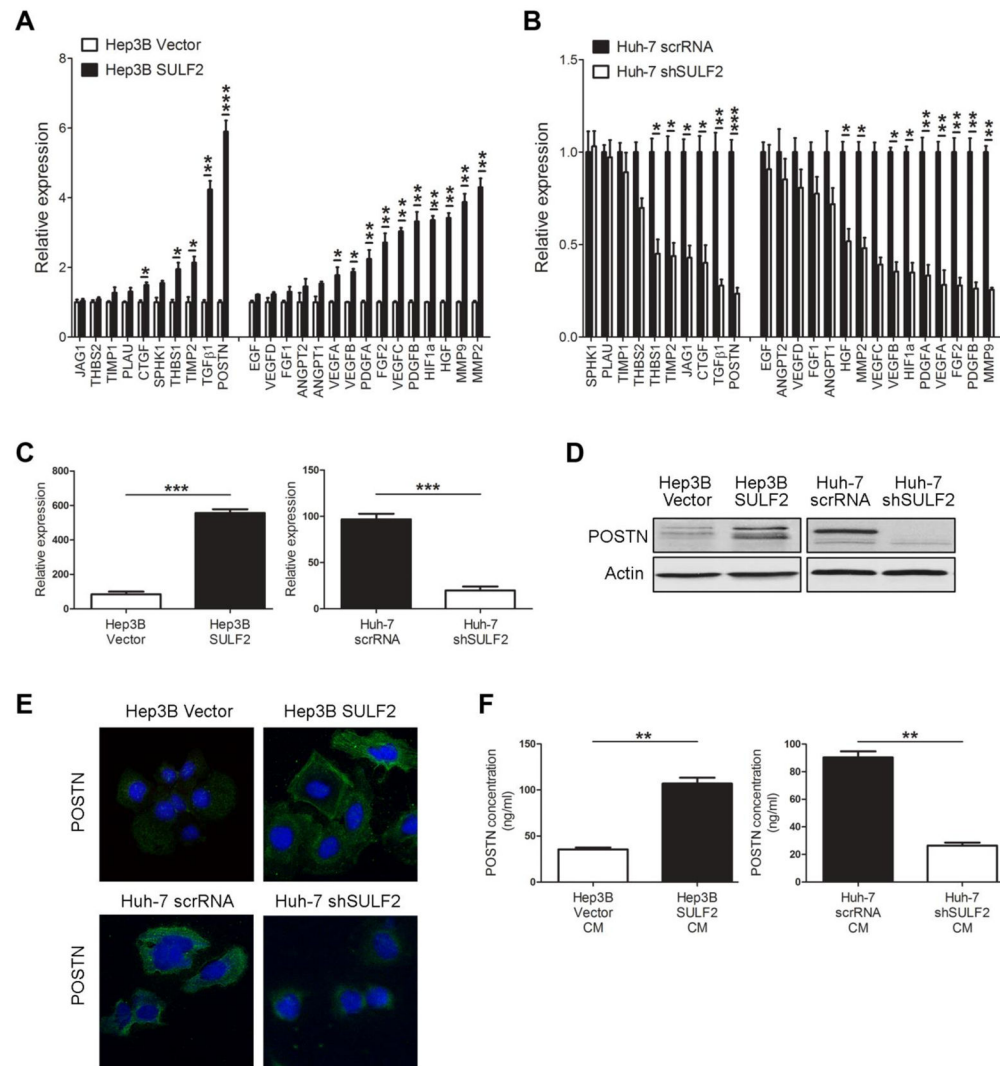 A
Hep3B Vector
Hep3B SULF2
Relative expression
8
6
4
2
0
***
**
*
*
*
**
**
**
**
**
**
**
**
*
*
JAG1
THBS2
TIMP1
PLAU
CTGF
SPHK1
THBS1
TIMP2
TGFβ1
POSTN
EGF
VEGFD
FGF1
ANGPT2
ANGPT1
VEGFA
VEGFB
PDGFA
FGF2
VEGFC
PDGFB
HIF1a
HGF
MMP9
MMP2
B
Huh-7 scrRNA
Huh-7 shSULF2
Relative expression
1.5
1.0
0.5
0.0
*
*
*
*
**
***
*
*
*
*
**
**
**
**
**
SPHK1
PLAU
TIMP1
THBS2
THBS1
TIMP2
JAG1
CTGF
TGFβ1
POSTN
EGF
ANGPT2
VEGFD
FGF1
ANGPT1
HGF
MMP2
VEGFC
VEGFB
HIF1a
PDGFA
VEGFA
FGF2
PDGFB
MMP9
C
Relative expression
800
600
400
200
0
***
Hep3B
Vector
Hep3B
SULF2
Relative expression
150
100
50
0
***
Huh-7
scrRNA
Huh-7
shSULF2
D
Hep3B
Vector
Hep3B
SULF2
Huh-7
scrRNA
Huh-7
shSULF2
POSTN
Actin
E
Hep3B Vector
Hep3B SULF2
POSTN
Huh-7 scrRNA
Huh-7 shSULF2
POSTN
F
POSTN concentration
(ng/ml)
150
100
50
0
**
Hep3B
Vector
CM
Hep3B
SULF2
CM
POSTN concentration
(ng/ml)
100
80
60
40
20
0
**
Huh-7
scrRNA
CM
Huh-7
shSULF2
CM